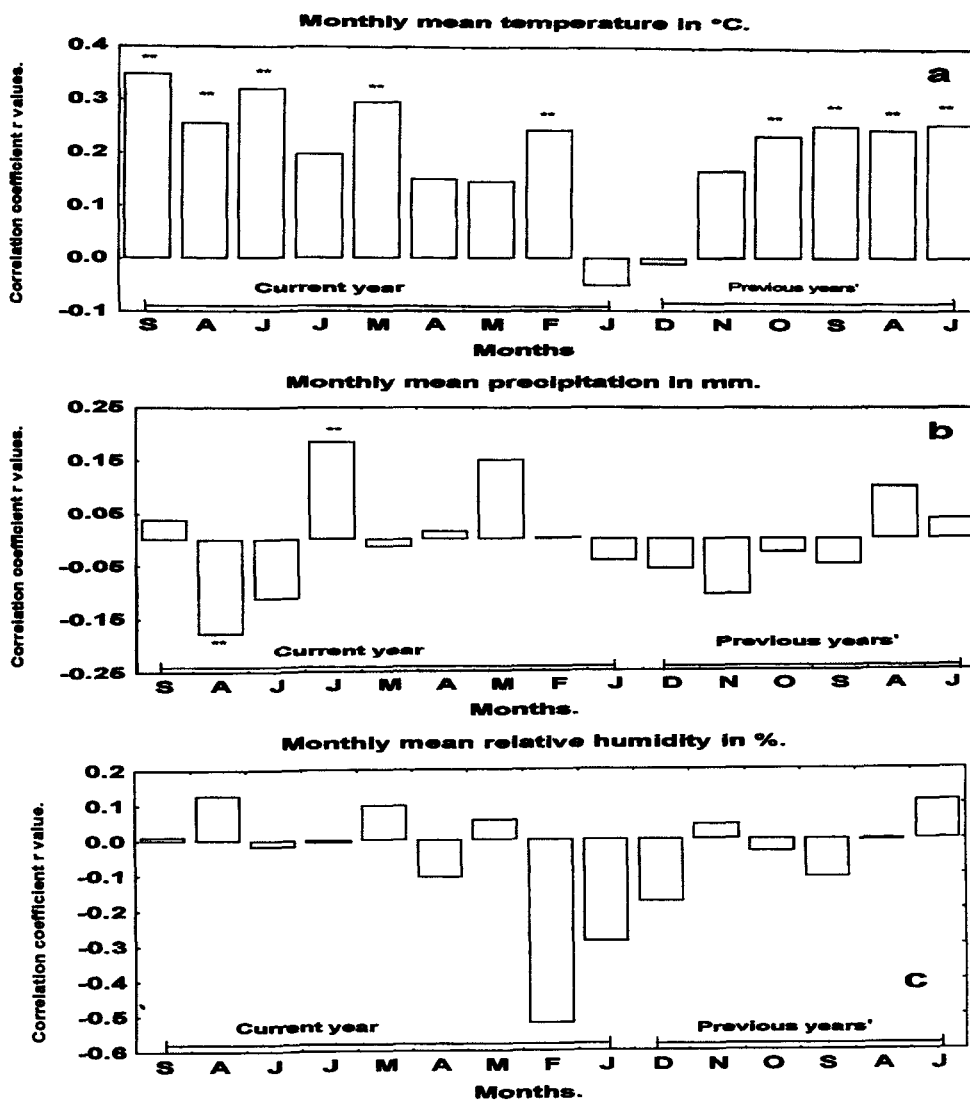 Monthly mean temperature in °C.
Correlation coefficient r values.
0.4
0.3
0.2
0.1
0.0
-0.1
a
** ** ** ** ** ** ** ** **
Current year
Previous years'
S A J J M A M F J D N O S A J
Months
Monthly mean precipitation in mm.
Correlation coefficient r values.
0.25
0.15
0.05
-0.05
-0.15
-0.25
b
**
**
Current year
Previous years'
S A J J M A M F J D N O S A J
Months.
Monthly mean relative humidity in %.
Correlation coefficient r value.
0.2
0.1
0.0
-0.1
-0.2
-0.3
-0.4
-0.5
-0.6
c
Current year
Previous years'
S A J J M A M F J D N O S A J
Months.